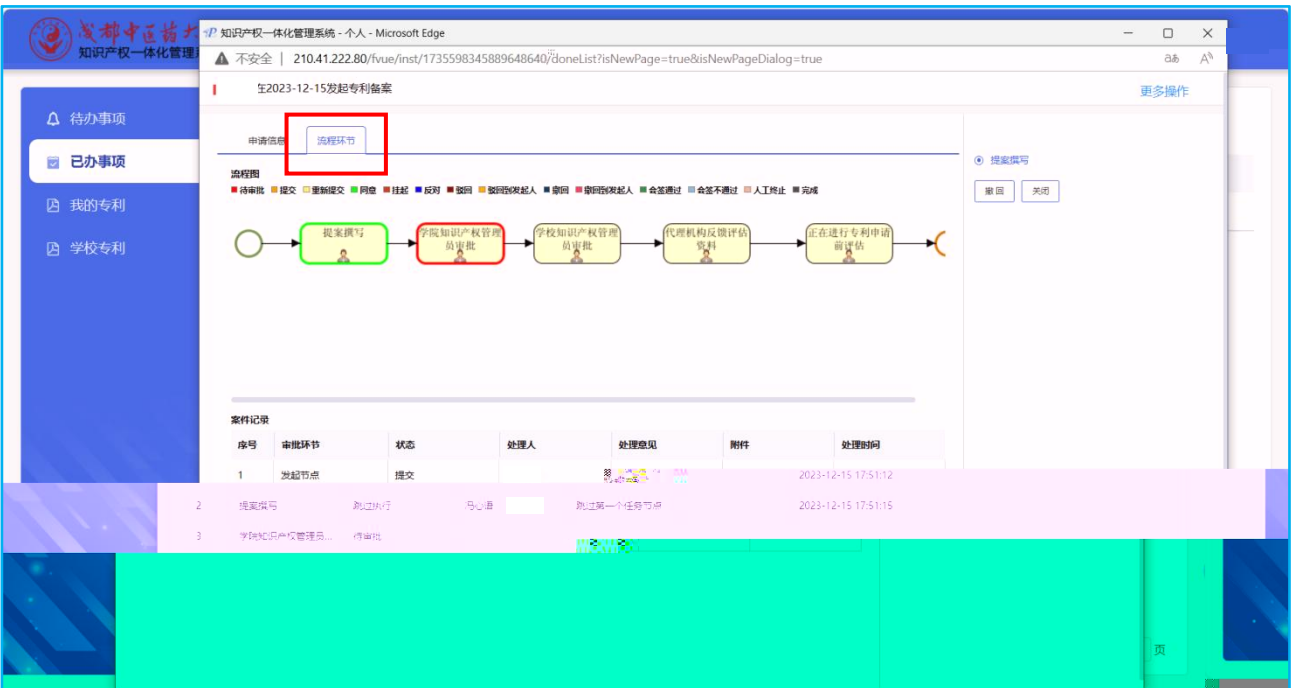 成都中医药大
知识产权一体化管理
知识产权一体化管理系统 - 个人 - Microsoft Edge
不安全 | 210.41.222.80/fvue/inst/1735598345889648640/doneList?isNewPage=true&isNewPageDialog=true
在2023-12-15发起专利备案
更多操作
待办事项
已办事项
我的专利
学校专利
申请信息
流程环节
提案撰写
撤回
关闭
流程图
待审批 提交 重新提交 同意 挂起 反对 驳回 驳回到发起人 撤回 撤回到发起人 会签通过 会签不通过 人工终止 完成
提案撰写
学院知识产权管理
员审批
学校知识产权管理
员审批
代理机构反馈评估
资料
正在进行专利申请
前评估
案件记录
序号 审批环节 状态 处理人 处理意见 附件 处理时间
1 发起节点 提交 2023-12-15 17:51:12
2 提案撰写 跳过执行 马心语 跳过第一个任务节点 2023-12-15 17:51:15
3 学院知识产权管理员... 待审批
页